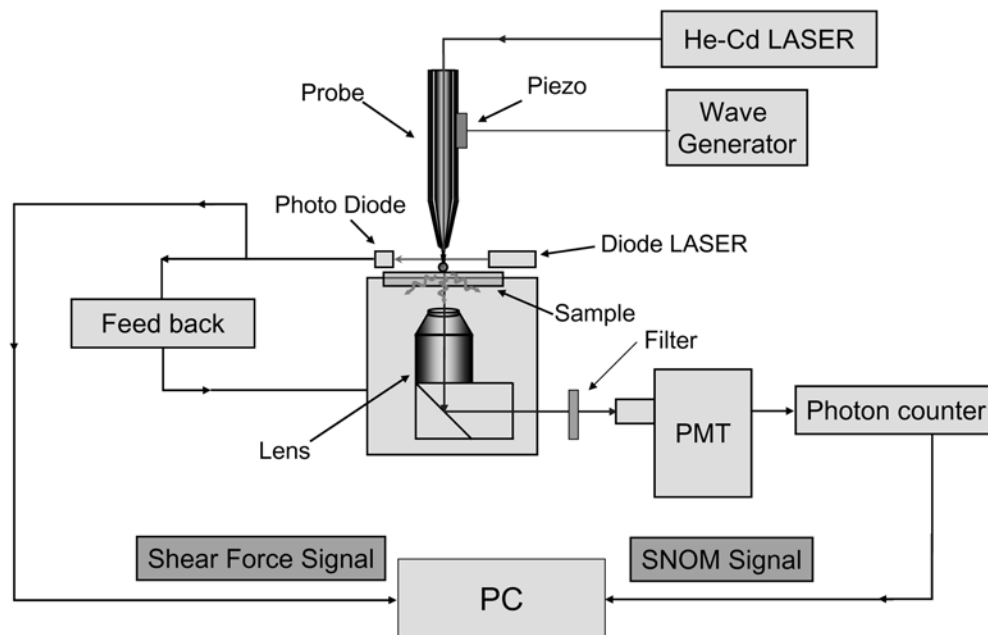 He-Cd LASER
Probe
Piezo
Wave
Generator
Photo Diode
Diode LASER
Feed back
Sample
Filter
Lens
PMT
Photon counter
Shear Force Signal
SNOM Signal
PC